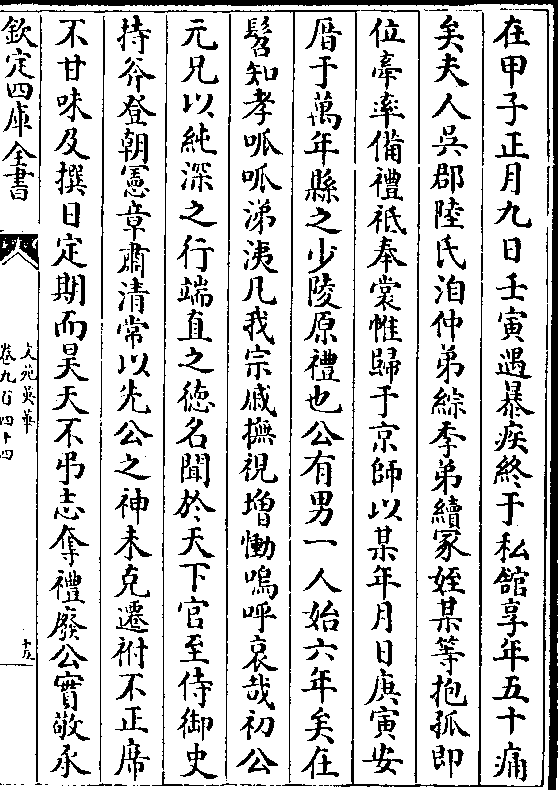 在甲子正月九日壬寅遇暴疾終于私館享年五十痛
矣夫人吳郡陸氏洎仲弟綜季弟續冢姪某等抱孤即
位牽率備禮祇奉裳帷歸于京師以某年月日庚寅安
厝于萬年縣之少陵原禮也公有男一人始六年矣在
髫知孝呱呱涕洟凡我宗戚撫視增慟嗚呼哀哉初公
元兄以純深之行端直之德名聞於天下官至侍御史
持斧登朝憲章肅清常以先公之神未克遷祔不正席
不甘味及撰日定期而昊天不弔志奪禮廢公實敬永
欽定四庫全書
文苑英華
卷九百四十四
十五